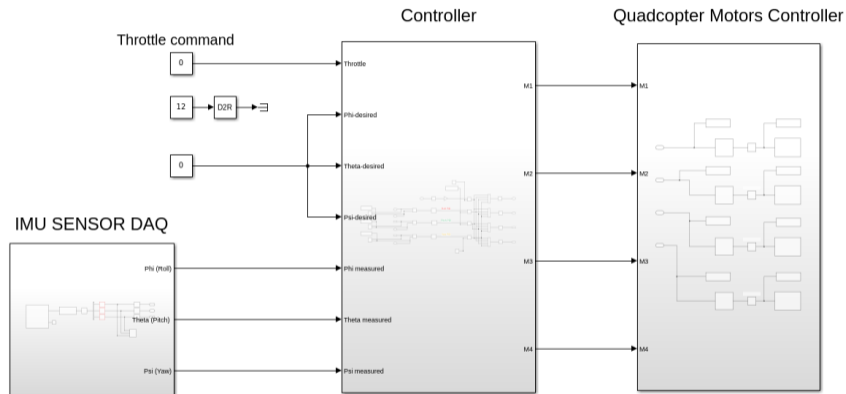 Controller
Quadcopter Motors Controller
Throttle command
0
Throttle
M1
M1
12
D2R
Phi-desired
0
Theta-desired
M2
M2
Psi-desired
IMU SENSOR DAQ
Phi (Roll)
Phi measured
M3
M3
Theta (Pitch)
Theta measured
M4
M4
Psi (Yaw)
Psi measured